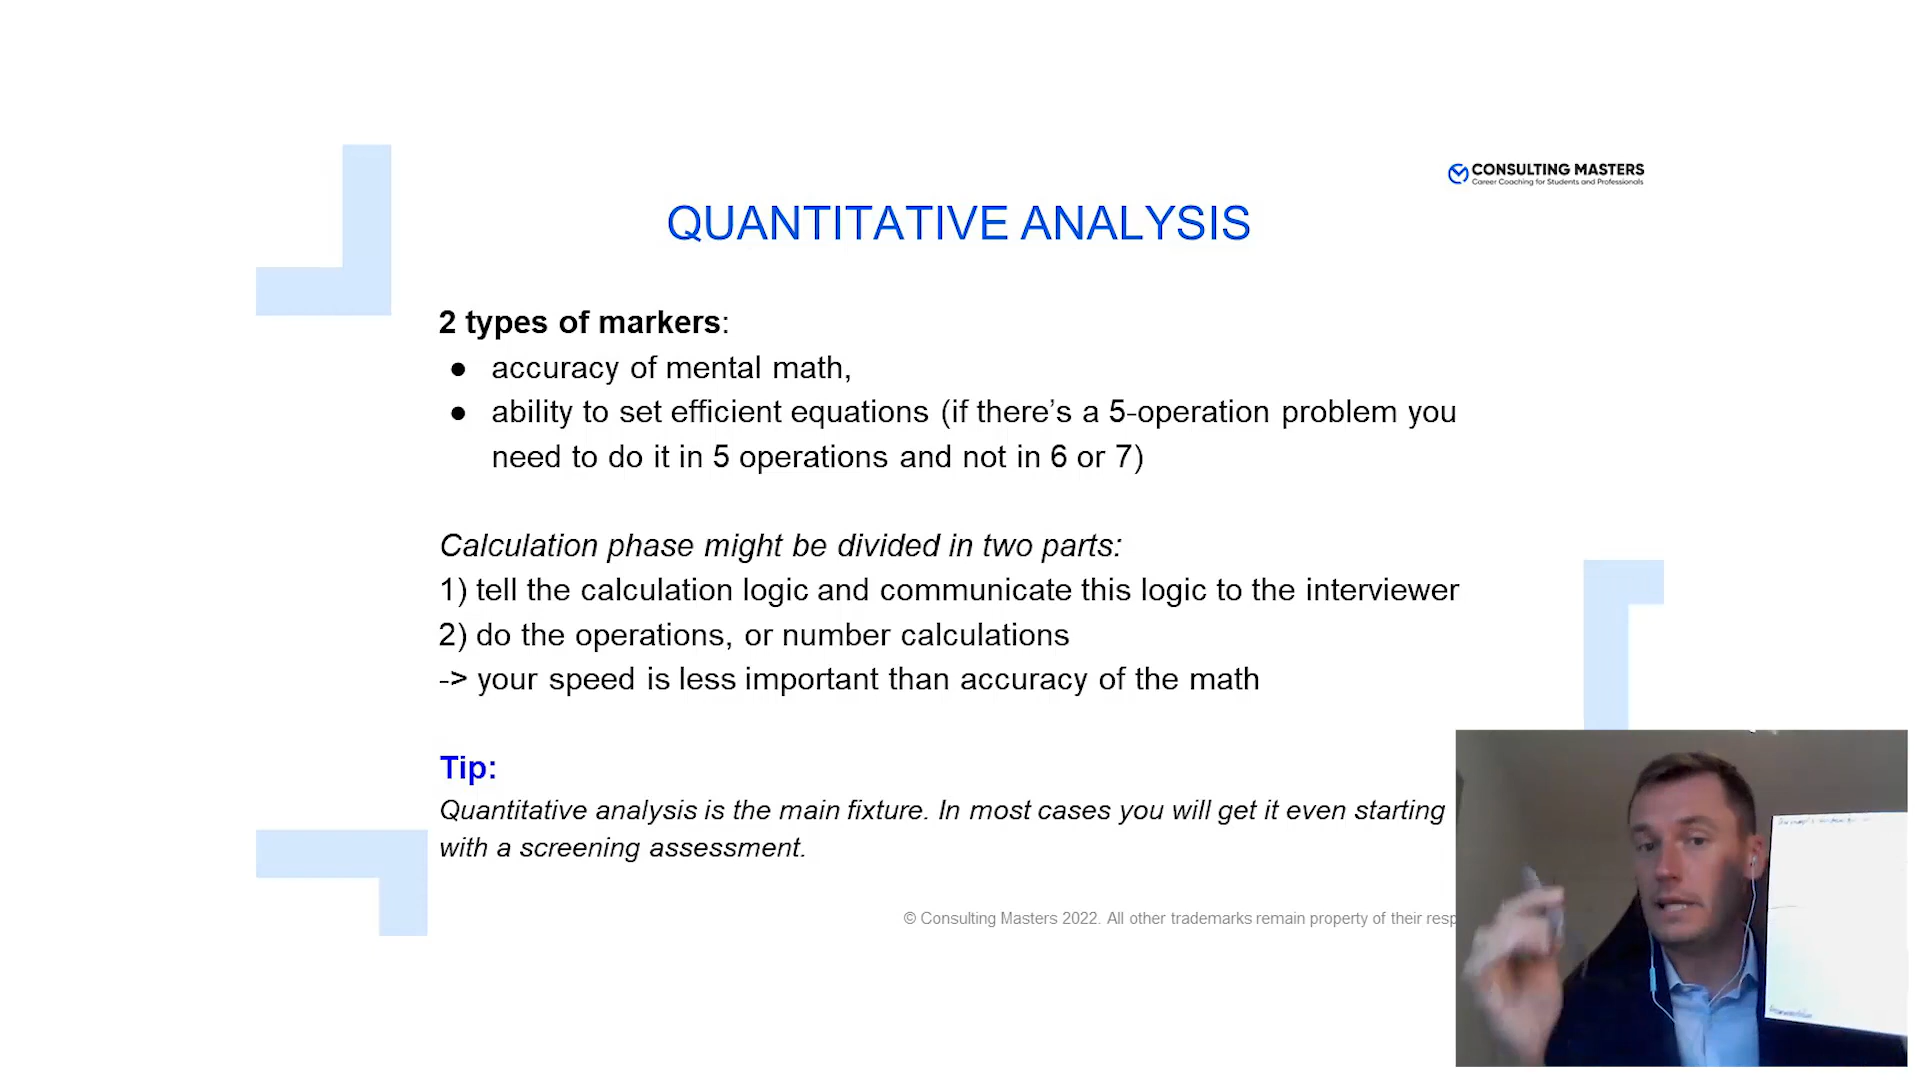 CONSULTING MASTERS
Career Coaching for Students and Professionals
QUANTITATIVE ANALYSIS
2 types of markers:
● accuracy of mental math,
● ability to set efficient equations (if there’s a 5-operation problem you
need to do it in 5 operations and not in 6 or 7)
Calculation phase might be divided in two parts:
1) tell the calculation logic and communicate this logic to the interviewer
2) do the operations, or number calculations
-> your speed is less important than accuracy of the math
Tip:
Quantitative analysis is the main fixture. In most cases you will get it even starting
with a screening assessment.
© Consulting Masters 2022. All other trademarks remain property of their resp